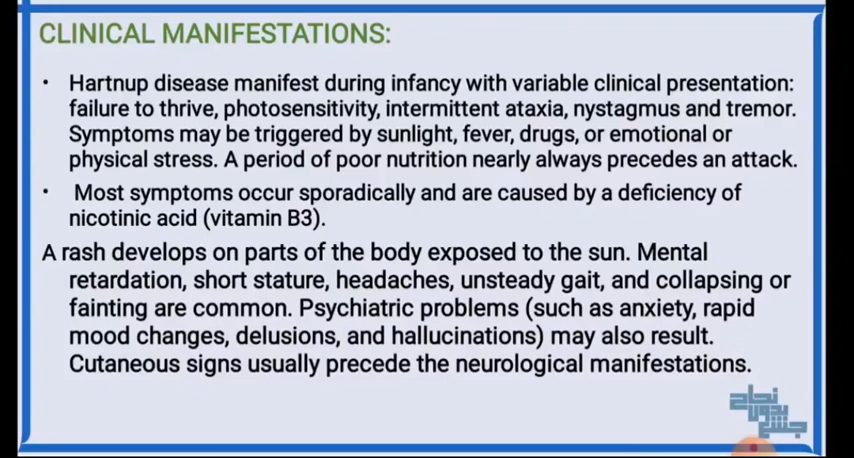 CLINICAL MANIFESTATIONS:
• Hartnup disease manifest during infancy with variable clinical presentation:
failure to thrive, photosensitivity, intermittent ataxia, nystagmus and tremor.
Symptoms may be triggered by sunlight, fever, drugs, or emotional or
physical stress. A period of poor nutrition nearly always precedes an attack.
• Most symptoms occur sporadically and are caused by a deficiency of
nicotinic acid (vitamin B3).
A rash develops on parts of the body exposed to the sun. Mental
retardation, short stature, headaches, unsteady gait, and collapsing or
fainting are common. Psychiatric problems (such as anxiety, rapid
mood changes, delusions, and hallucinations) may also result.
Cutaneous signs usually precede the neurological manifestations.
نجاح
بدون